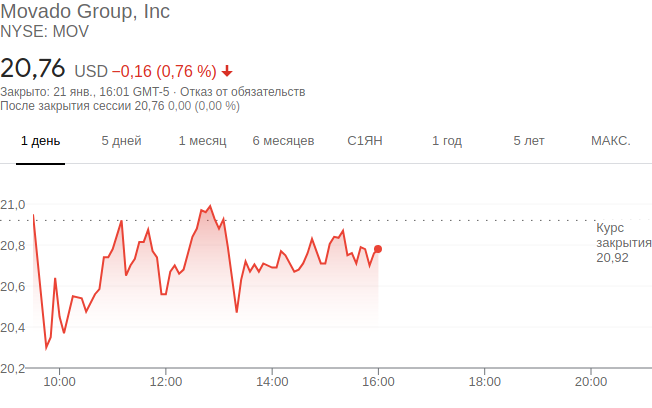 Movado Group, Inc
NYSE: MOV
20,76 USD −0,16 (0,76 %)
Закрыто: 21 янв., 16:01 GMT-5 · Отказ от обязательств
После закрытия сессии 20,76 0,00 (0,00 %)
1 день 5 дней 1 месяц 6 месяцев С1ЯН 1 год 5 лет МАКС.
21,0
Курс
закрытия
20,92
20,8
20,6
20,4
20,2
10:00 12:00 14:00 16:00 18:00 20:00